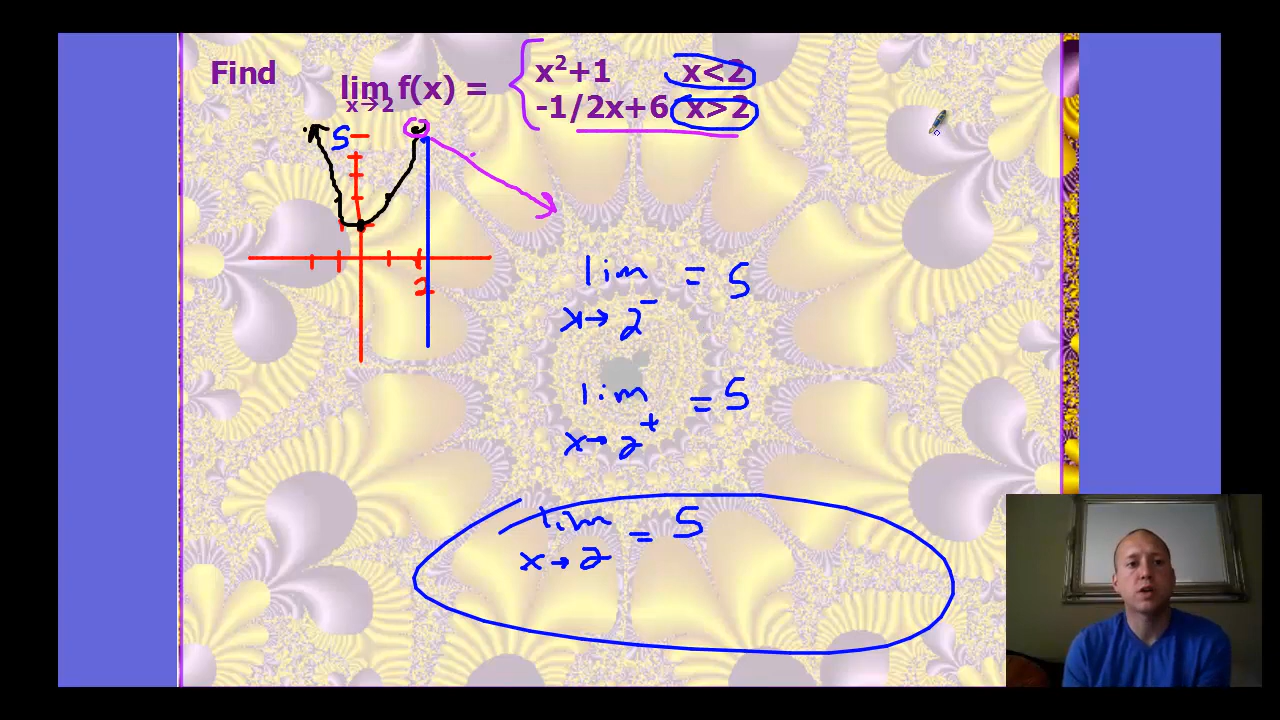 Find
lim f(x) =
x→2
x²+1 x<2
-1/2x+6 x>2
5
2
lim = 5
x→2⁻
lim = 5
x→2⁺
lim = 5
x→2